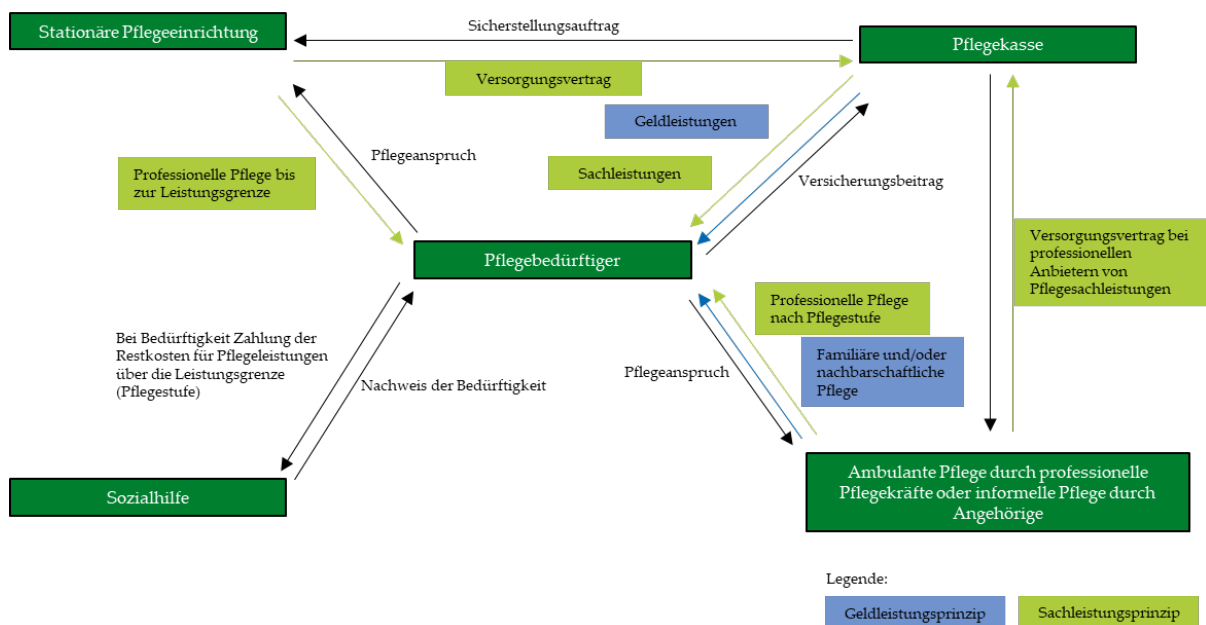 Stationäre Pflegeeinrichtung
Sicherstellungsauftrag
Pflegekasse
Versorgungsvertrag
Geldleistungen
Pflegeanspruch
Professionelle Pflege bis
zur Leistungsgrenze
Sachleistungen
Versicherungsbeitrag
Pflegebedürftiger
Versorgungsvertrag bei
professionellen
Anbietern von
Pflegesachleistungen
Professionelle Pflege
nach Pflegestufe
Bei Bedürftigkeit Zahlung der
Restkosten für Pflegeleistungen
über die Leistungsgrenze
(Pflegestufe)
Nachweis der Bedürftigkeit
Pflegeanspruch
Familiäre und/oder
nachbarschaftliche
Pflege
Sozialhilfe
Ambulante Pflege durch professionelle
Pflegekräfte oder informelle Pflege durch
Angehörige
Legende:
Geldleistungsprinzip
Sachleistungsprinzip